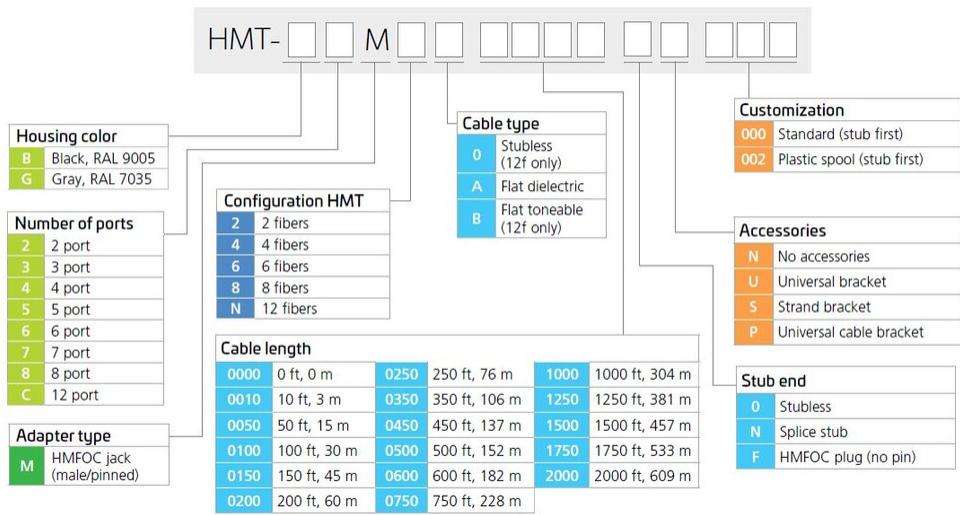 HMT- M
Housing color
B Black, RAL 9005
G Gray, RAL 7035
Number of ports
2 2 port
3 3 port
4 4 port
5 5 port
6 6 port
7 7 port
8 8 port
C 12 port
Adapter type
M HMFOC jack
(male/pinned)
Configuration HMT
2 2 fibers
4 4 fibers
6 6 fibers
8 8 fibers
N 12 fibers
Cable type
0 Stubless
(12f only)
A Flat dielectric
B Flat toneable
(12f only)
Cable length
0000 0 ft, 0 m 0250 250 ft, 76 m 1000 1000 ft, 304 m
0010 10 ft, 3 m 0350 350 ft, 106 m 1250 1250 ft, 381 m
0050 50 ft, 15 m 0450 450 ft, 137 m 1500 1500 ft, 457 m
0100 100 ft, 30 m 0500 500 ft, 152 m 1750 1750 ft, 533 m
0150 150 ft, 45 m 0600 600 ft, 182 m 2000 2000 ft, 609 m
0200 200 ft, 60 m 0750 750 ft, 228 m
Customization
000 Standard (stub first)
002 Plastic spool (stub first)
Accessories
N No accessories
U Universal bracket
S Strand bracket
P Universal cable bracket
Stub end
0 Stubless
N Splice stub
F HMFOC plug (no pin)